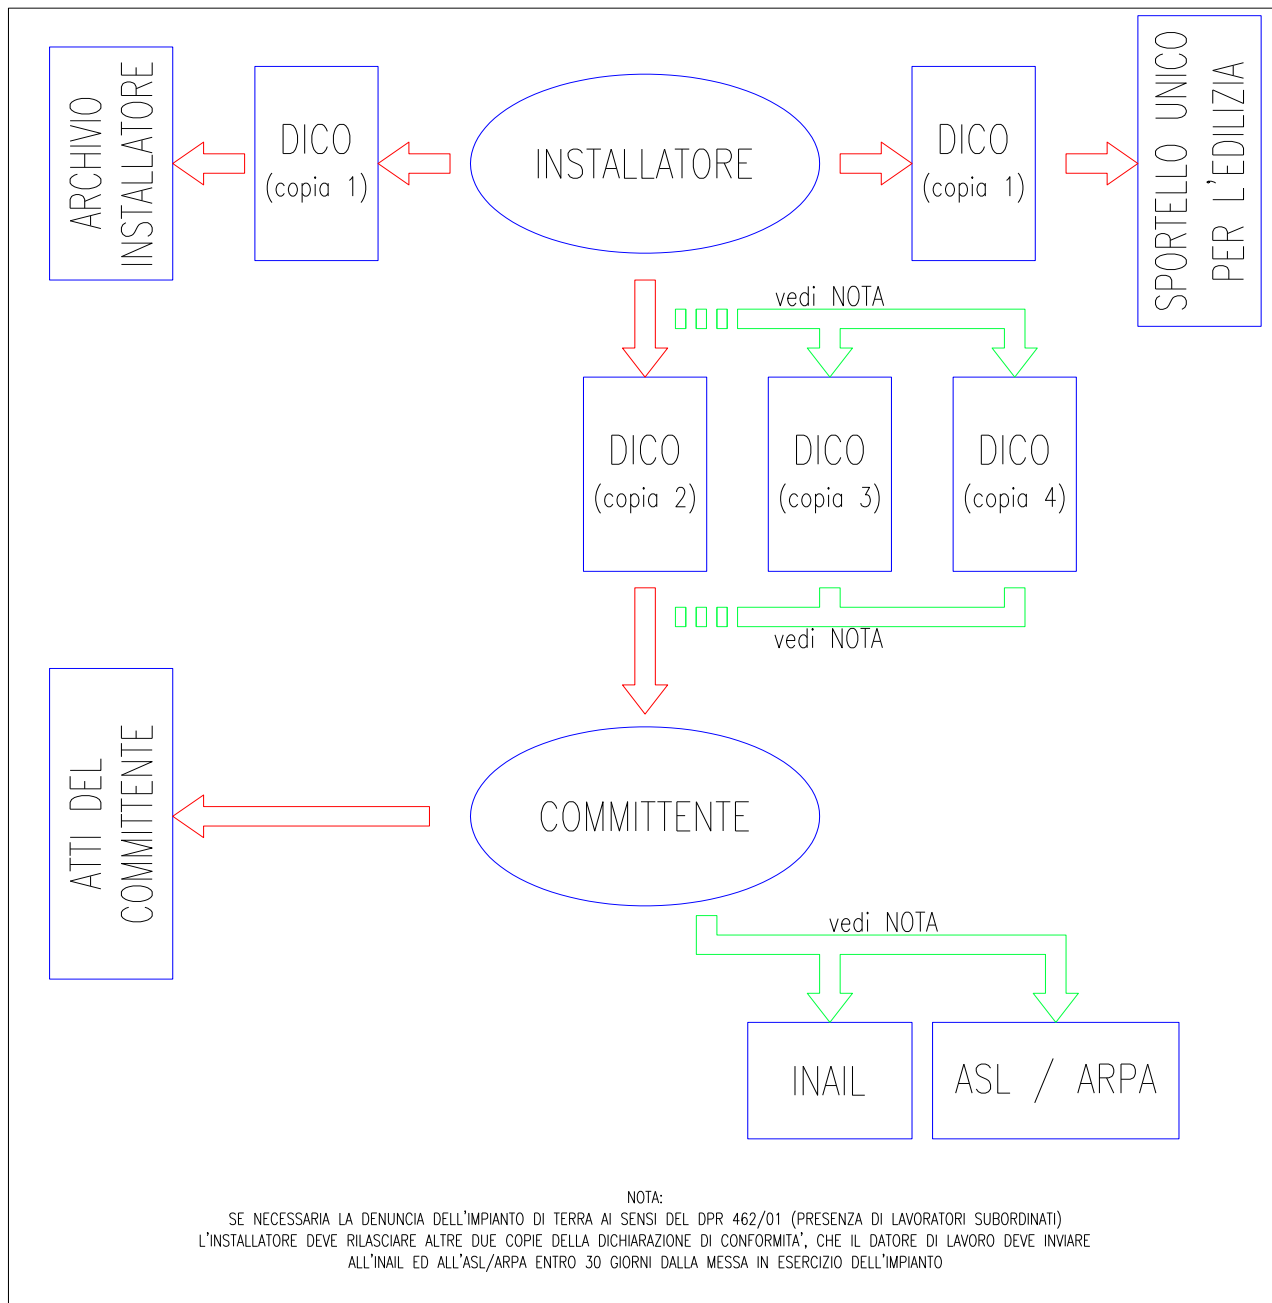 ARCHIVIO
INSTALLATORE
DICO
(copia 1)
INSTALLATORE
DICO
(copia 1)
SPORTELLO UNICO
PER L'EDILIZIA
vedi NOTA
DICO
(copia 2)
DICO
(copia 3)
DICO
(copia 4)
vedi NOTA
ATTI DEL
COMMITTENTE
COMMITTENTE
vedi NOTA
INAIL
ASL / ARPA
NOTA:
SE NECESSARIA LA DENUNCIA DELL'IMPIANTO DI TERRA AI SENSI DEL DPR 462/01 (PRESENZA DI LAVORATORI SUBORDINATI)
L'INSTALLATORE DEVE RILASCIARE ALTRE DUE COPIE DELLA DICHIARAZIONE DI CONFORMITA', CHE IL DATORE DI LAVORO DEVE INVIARE
ALL'INAIL ED ALL'ASL/ARPA ENTRO 30 GIORNI DALLA MESSA IN ESERCIZIO DELL'IMPIANTO